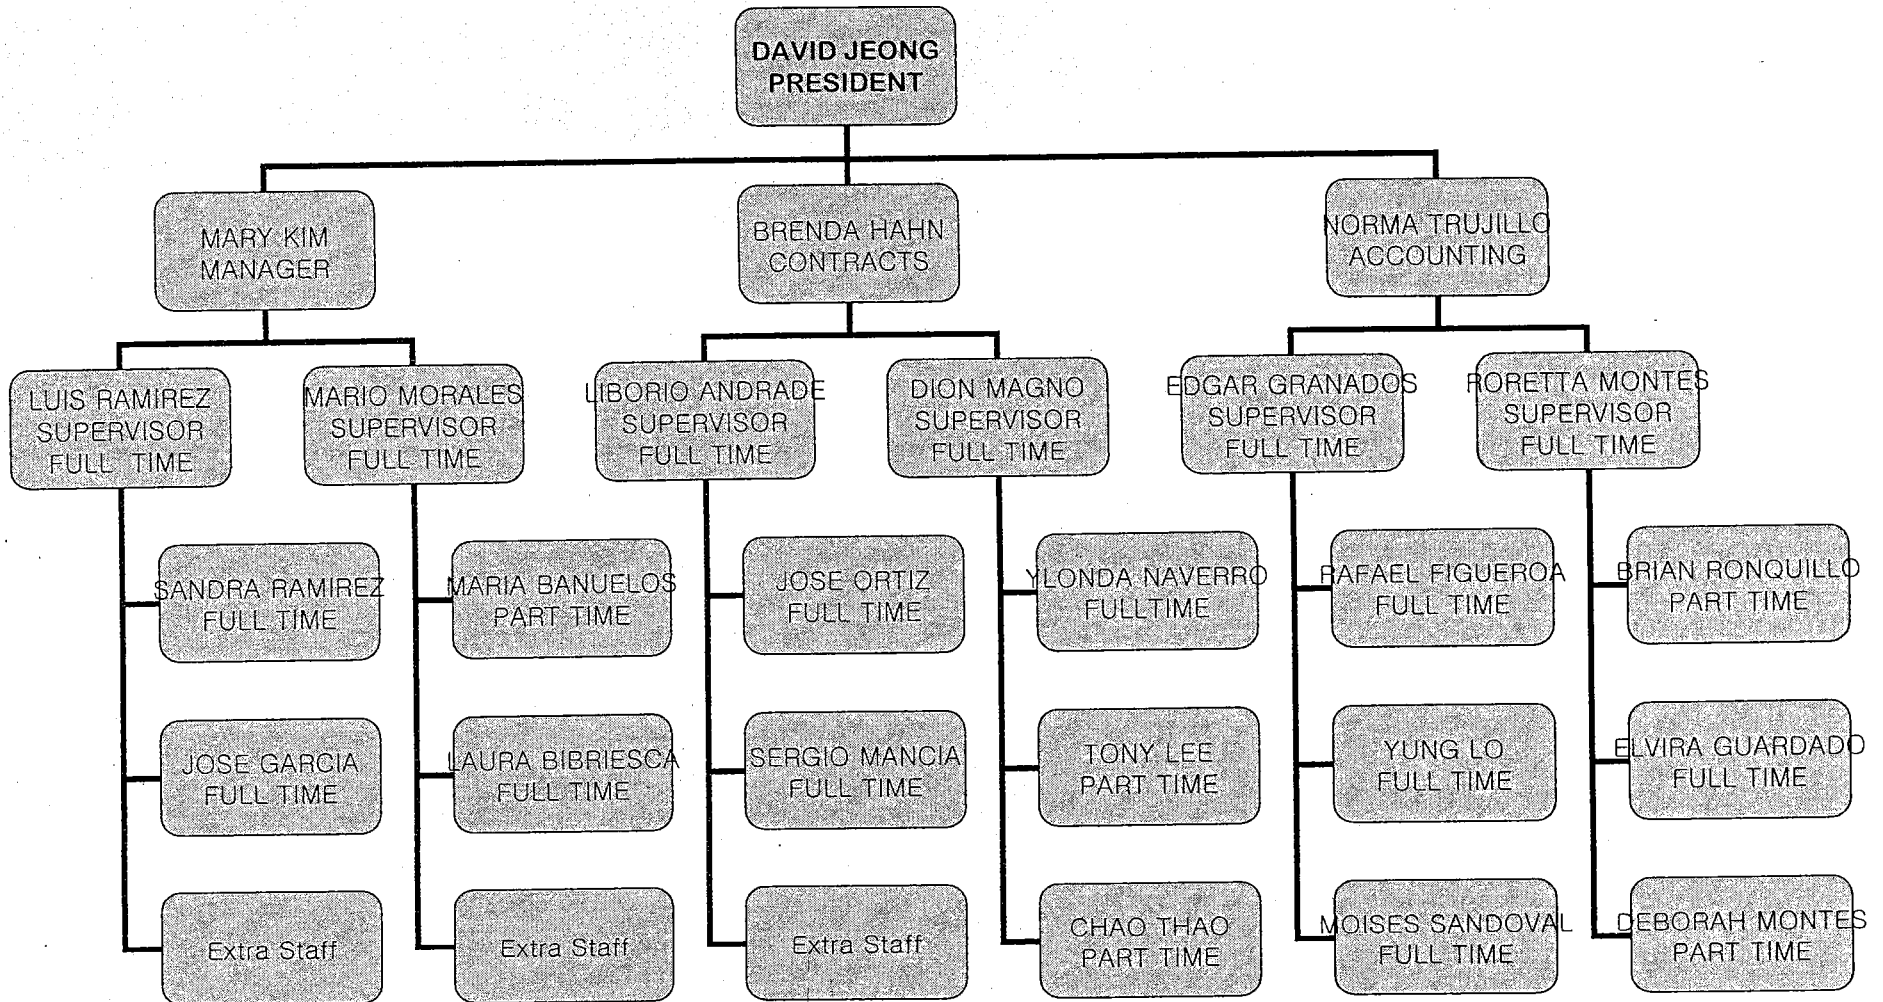 DAVID JEONG
PRESIDENT
MARY KIM
MANAGER
BRENDA HAHN
CONTRACTS
NORMA TRUJILLO
ACCOUNTING
LUIS RAMIREZ
SUPERVISOR
FULL TIME
MARIO MORALES
SUPERVISOR
FULL TIME
LIBORIO ANDRADE
SUPERVISOR
FULL TIME
DION MAGNO
SUPERVISOR
FULL TIME
EDGAR GRANADOS
SUPERVISOR
FULL TIME
RORETTA MONTES
SUPERVISOR
FULL TIME
SANDRA RAMIREZ
FULL TIME
MARIA BANUELOS
PART TIME
JOSE ORTIZ
FULL TIME
YLONDA NAVERRO
FULLTIME
RAFAEL FIGUEROA
FULL TIME
BRIAN RONQUILLO
PART TIME
JOSE GARCIA
FULL TIME
LAURA BIBRIESCA
FULL TIME
SERGIO MANCIA
FULL TIME
TONY LEE
PART TIME
YUNG LO
FULL TIME
ELVIRA GUARDADO
FULL TIME
Extra Staff
Extra Staff
Extra Staff
CHAO THAO
PART TIME
MOISES SANDOVAL
FULL TIME
DEBORAH MONTES
PART TIME